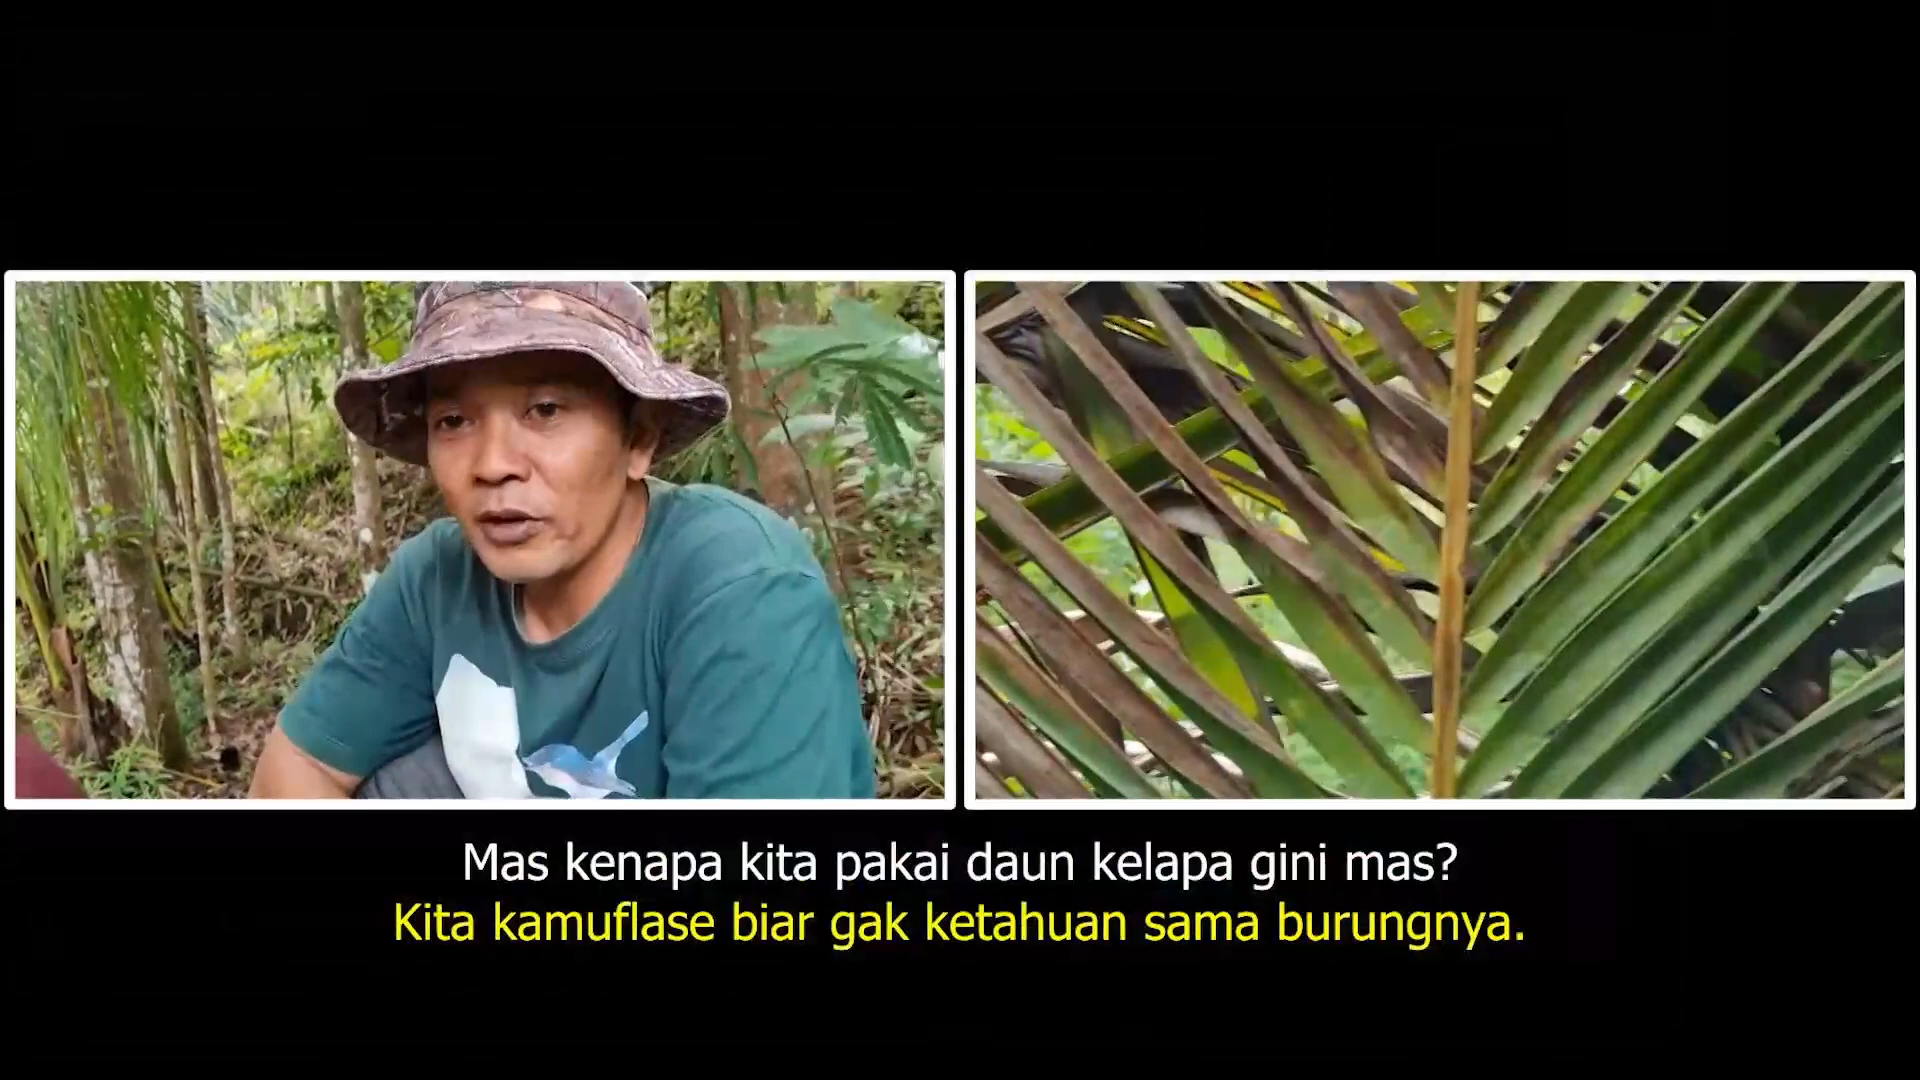 Mas kenapa kita pakai daun kelapa gini mas?
Kita kamuflase biar gak ketahuan sama burungnya.